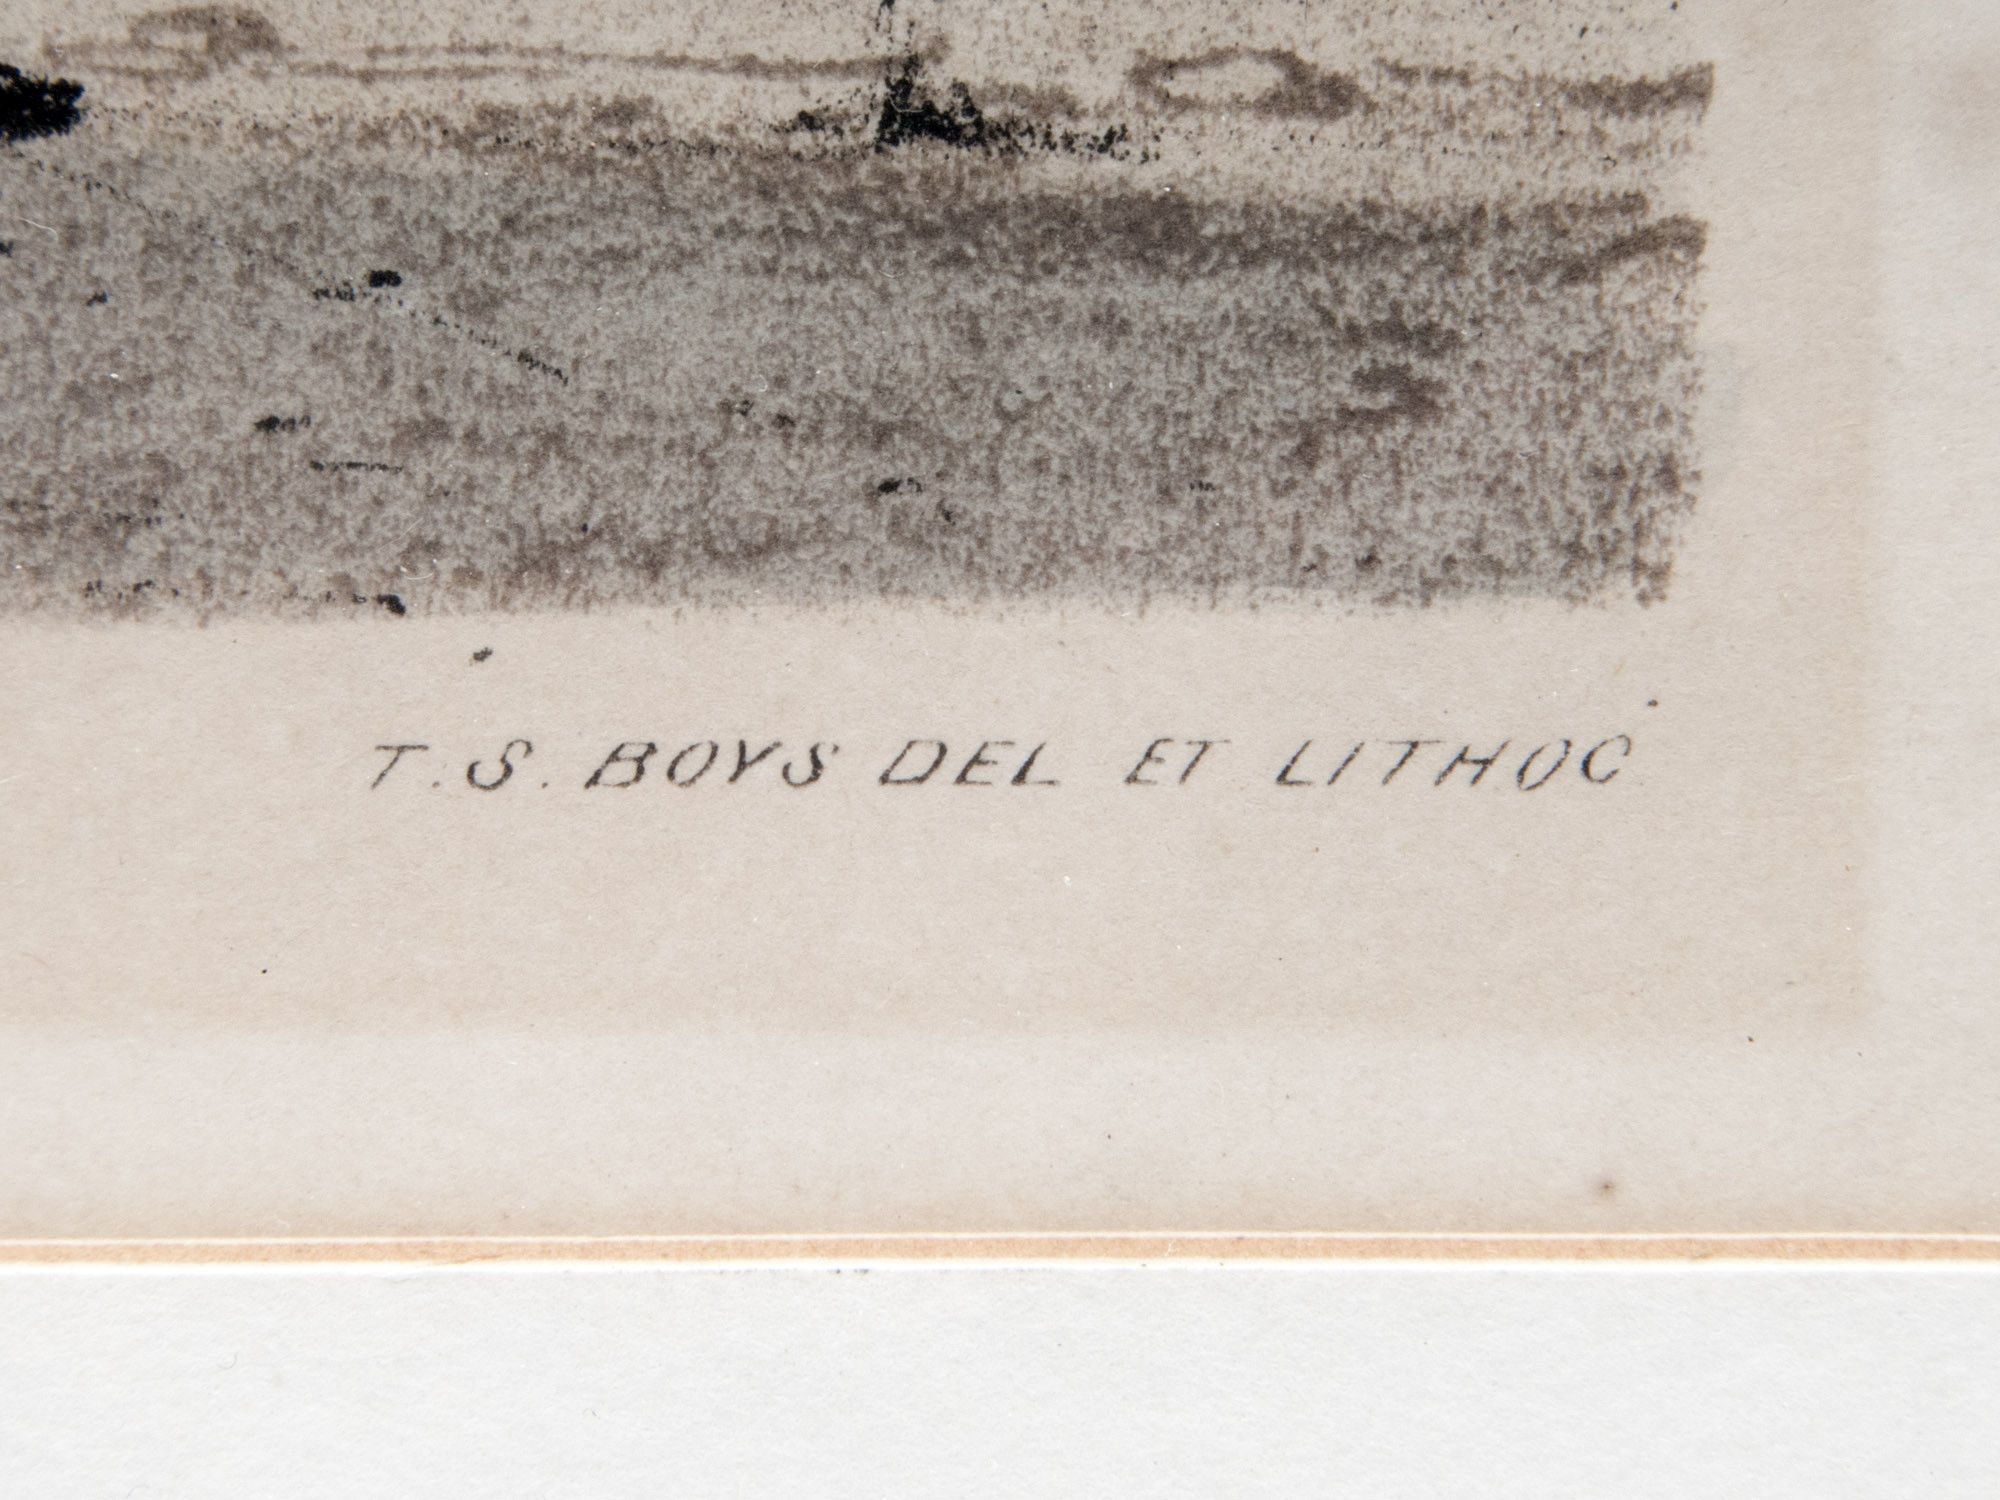 T. S. BOYS DEL ET LITHOG